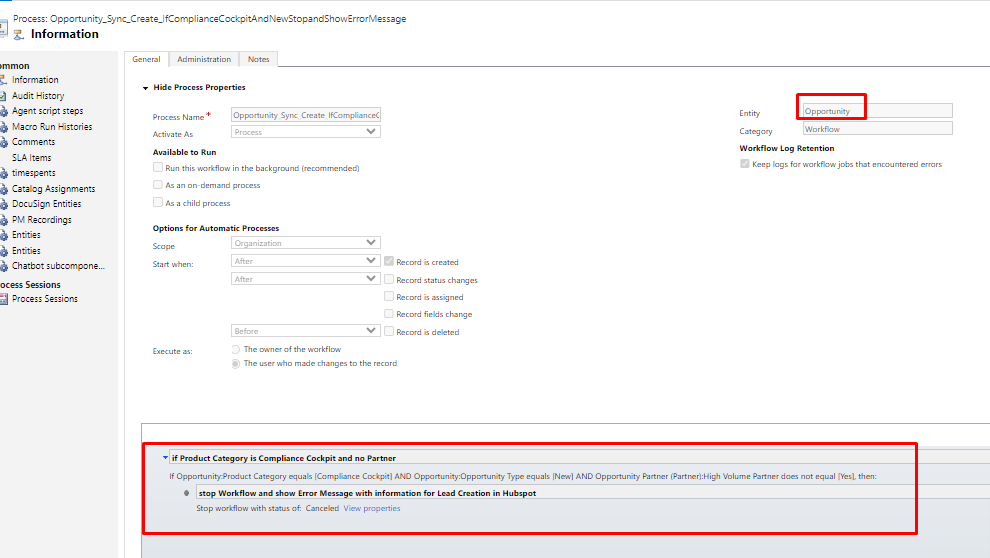 Process: Opportunity_Sync_Create_IfComplianceCockpitAndNewStopandShowErrorMessage
Information
ommon
Information
Audit History
Agent script steps
Macro Run Histories
Comments
SLA Items
timespents
Catalog Assignments
DocuSign Entities
PM Recordings
Entities
Entities
Chatbot subcompone...
ocess Sessions
Process Sessions
General Administration Notes
Hide Process Properties
Process Name * Opportunity_Sync_Create_IfComplianceC
Activate As Process
Available to Run
Run this workflow in the background (recommended)
As an on-demand process
As a child process
Entity Opportunity
Category Workflow
Workflow Log Retention
Keep logs for workflow jobs that encountered errors
Options for Automatic Processes
Scope Organization
Start when: After Record is created
After Record status changes
Record is assigned
Record fields change
Before Record is deleted
Execute as: The owner of the workflow
The user who made changes to the record
if Product Category is Compliance Cockpit and no Partner
If Opportunity:Product Category equals [Compliance Cockpit] AND Opportunity:Opportunity Type equals [New] AND Opportunity Partner (Partner):High Volume Partner does not equal [Yes], then:
stop Workflow and show Error Message with information for Lead Creation in Hubspot
Stop workflow with status of: Canceled View properties